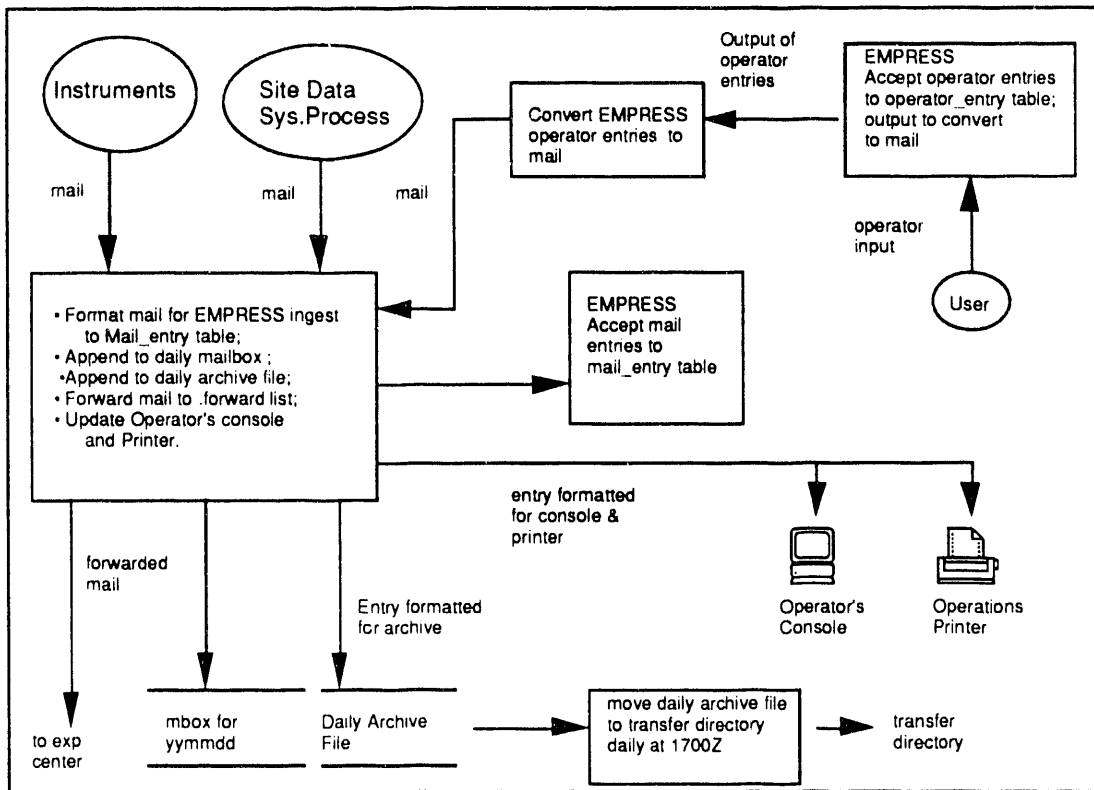 Instruments
Site Data
Sys.Process
Output of
operator
entries
Convert EMPRESS
operator entries to
mail
EMPRESS
Accept operator entries
to operator_entry table;
output to convert
to mail
mail
mail
mail
operator
input
User
• Format mail for EMPRESS ingest
to Mail_entry table;
• Append to daily mailbox ;
•Append to daily archive file;
• Forward mail to .forward list;
• Update Operator's console
and Printer.
EMPRESS
Accept mail
entries to
mail_entry table
entry formatted
for console &
printer
Operator's
Console
Operations
Printer
forwarded
mail
Entry formatted
for archive
to exp
center
mbox for
yymmdd
Daily Archive
File
move daily archive file
to transfer directory
daily at 1700Z
transfer
directory